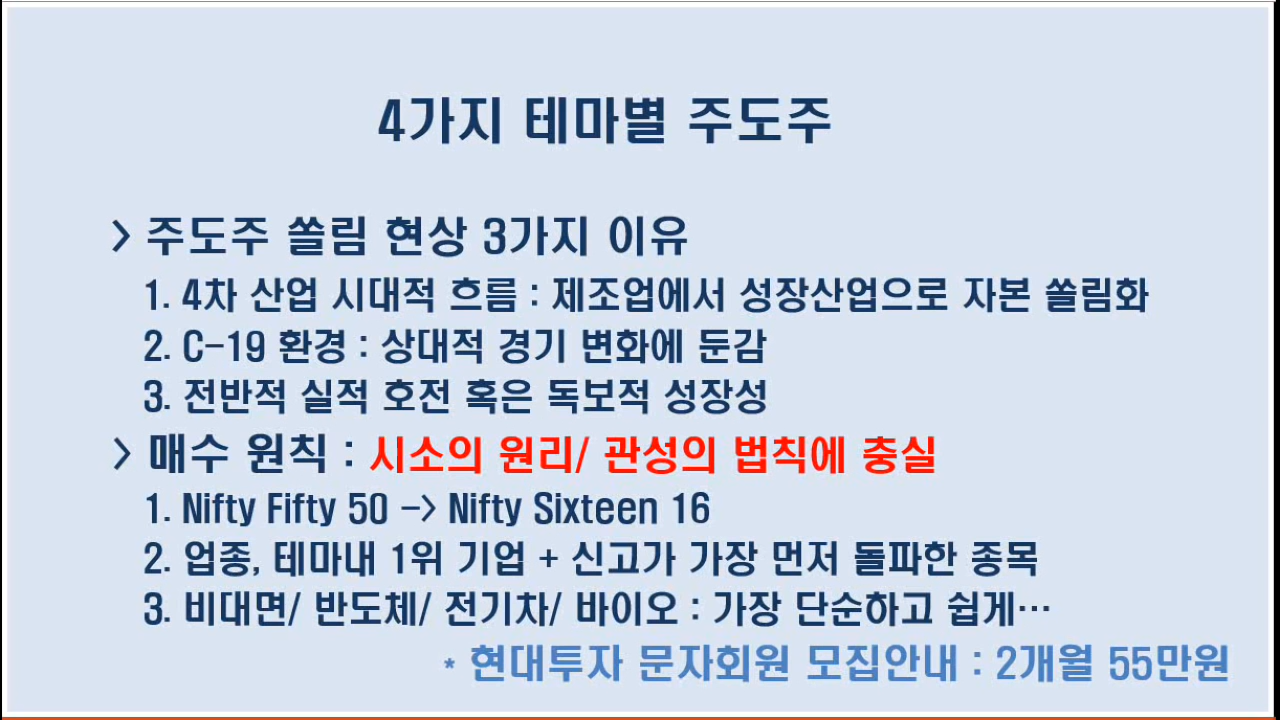 4가지 테마별 주도주
> 주도주 쏠림 현상 3가지 이유
1. 4차 산업 시대적 흐름 : 제조업에서 성장산업으로 자본 쏠림화
2. C-19 환경 : 상대적 경기 변화에 둔감
3. 전반적 실적 호전 혹은 독보적 성장성
> 매수 원칙 : 시소의 원리/ 관성의 법칙에 충실
1. Nifty Fifty 50 -> Nifty Sixteen 16
2. 업종, 테마내 1위 기업 + 신고가 가장 먼저 돌파한 종목
3. 비대면/ 반도체/ 전기차/ 바이오 : 가장 단순하고 쉽게…
* 현대투자 문자회원 모집안내 : 2개월 55만원